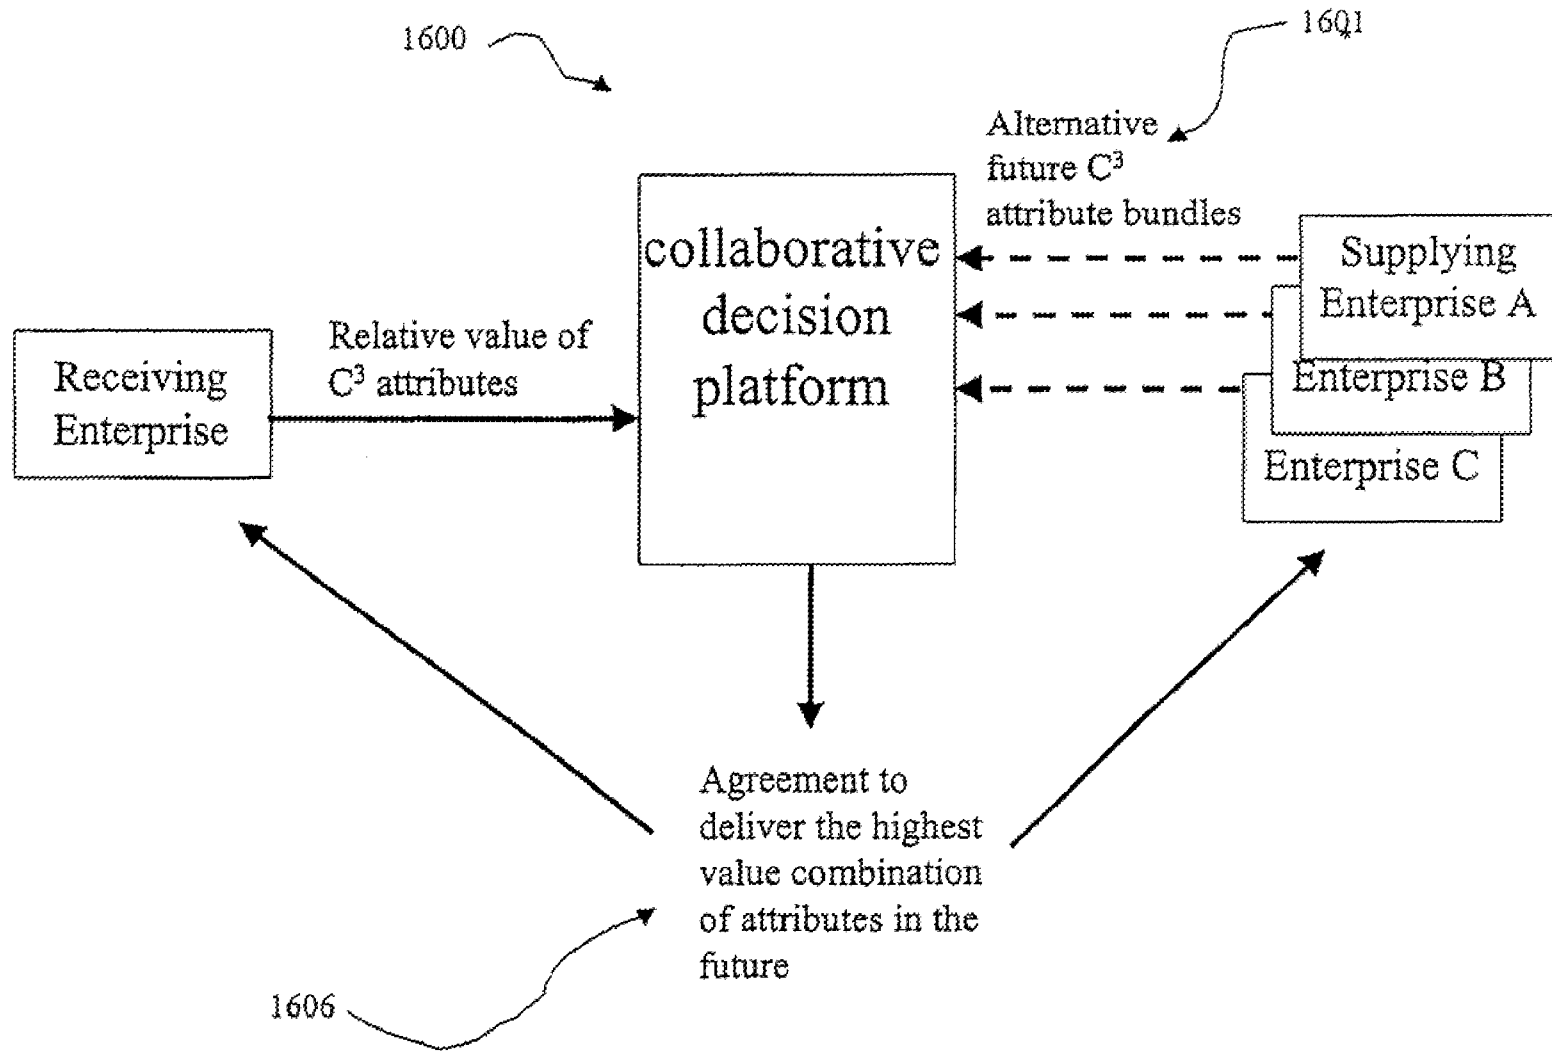 1600
1601
Alternative
future C³
attribute bundles
collaborative
decision
platform
Supplying
Enterprise A
Enterprise B
Enterprise C
Relative value of
C³ attributes
Receiving
Enterprise
Agreement to
deliver the highest
value combination
of attributes in the
future
1606